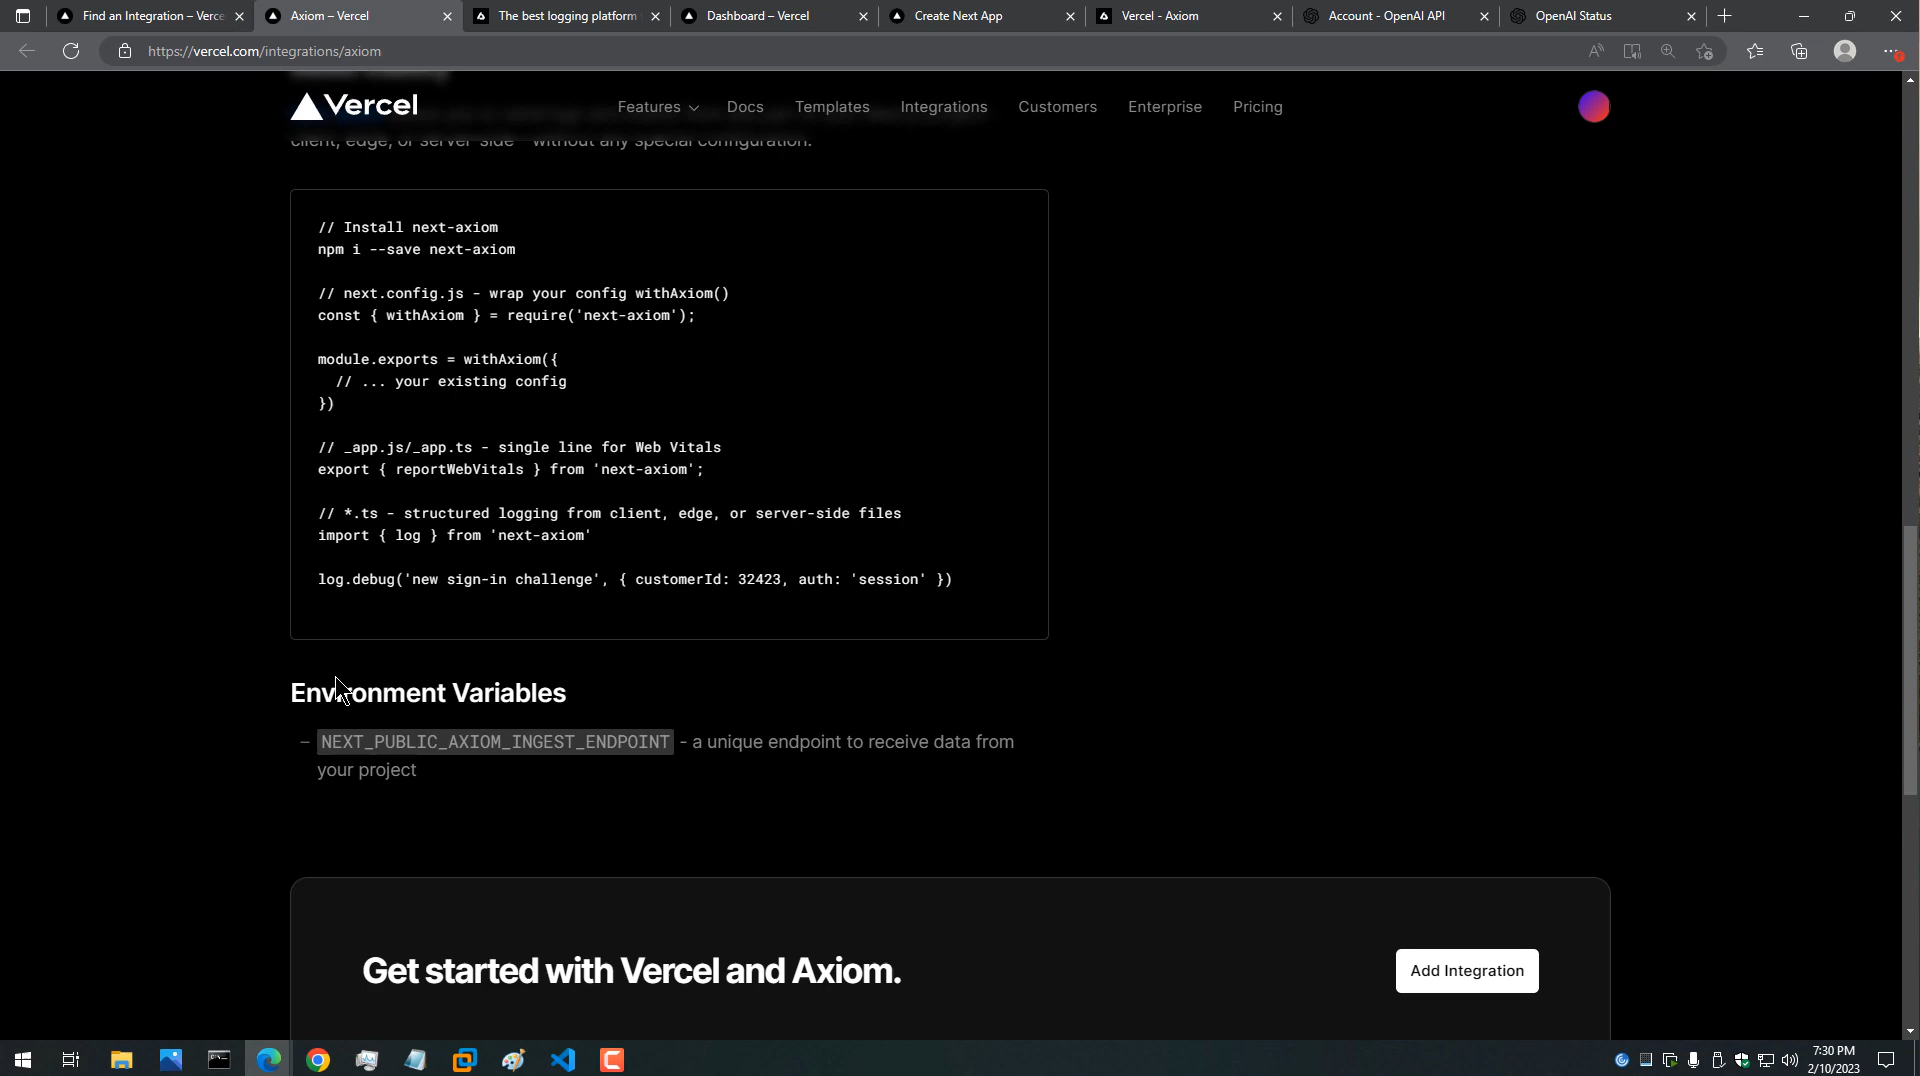 Find an Integration – Verce
Axiom – Vercel
The best logging platform
Dashboard – Vercel
Create Next App
Vercel - Axiom
Account - OpenAI API
OpenAI Status
https://vercel.com/integrations/axiom
Vercel
Features
Docs
Templates
Integrations
Customers
Enterprise
Pricing
client, edge, or server-side - without any special configuration.
// Install next-axiom
npm i --save next-axiom
// next.config.js - wrap your config withAxiom()
const { withAxiom } = require('next-axiom');
module.exports = withAxiom({
// ... your existing config
})
// _app.js/_app.ts - single line for Web Vitals
export { reportWebVitals } from 'next-axiom';
// *.ts - structured logging from client, edge, or server-side files
import { log } from 'next-axiom'
log.debug('new sign-in challenge', { customerId: 32423, auth: 'session' })
Environment Variables
– NEXT_PUBLIC_AXIOM_INGEST_ENDPOINT - a unique endpoint to receive data from
your project
Get started with Vercel and Axiom.
Add Integration
7:30 PM
2/10/2023